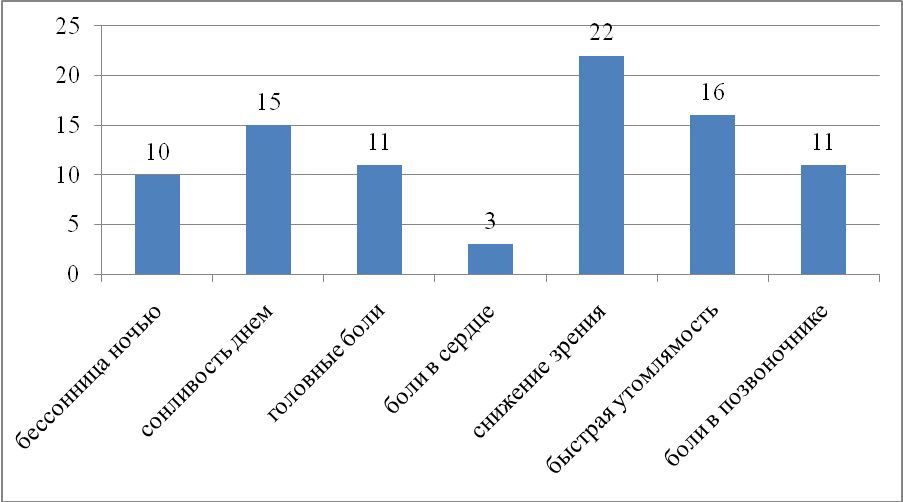 25
20
15
10
5
0
10
15
11
3
22
16
11
бессонница ночью
сонливость днем
головные боли
боли в сердце
снижение зрения
быстрая утомлямость
боли в позвоночнике